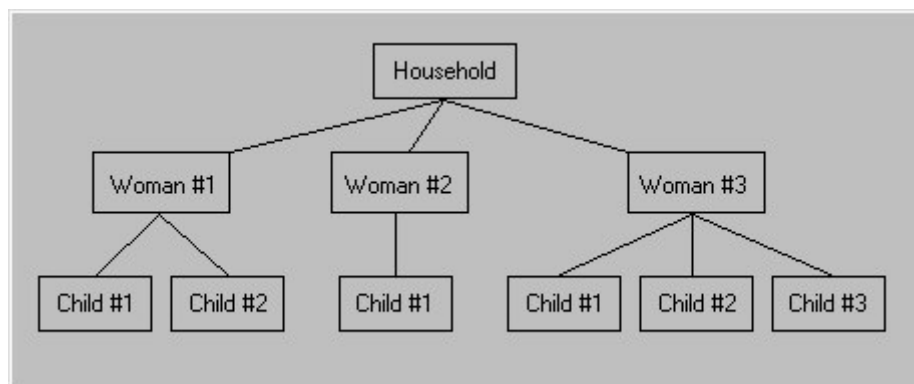 Household
Woman #1
Woman #2
Woman #3
Child #1
Child #2
Child #1
Child #1
Child #2
Child #3